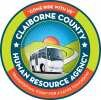 COME RIDE WITH US
CLAIBORNE COUNTY
HUMAN RESOURCE AGENCY